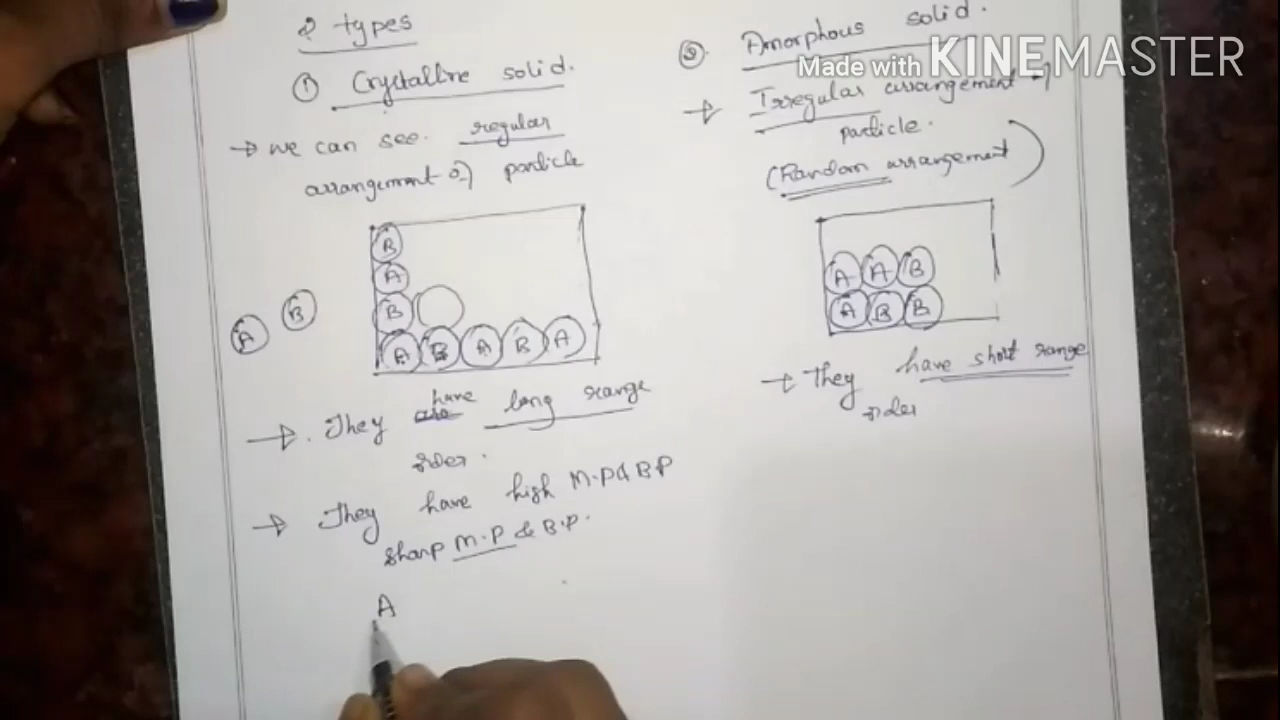 2 types
① Crystalline solid.
→ we can see regular
arrangement of particle
B
A
B
A B A B A
A B
→ They have long range
order.
→ They have high M.P & B.P
sharp M.P & B.P.
A
②. Amorphous solid.
→ Irregular arrangement of
particle.
(Random arrangement)
A A B
A B B
→ They have short range
order
Made with KINEMASTER